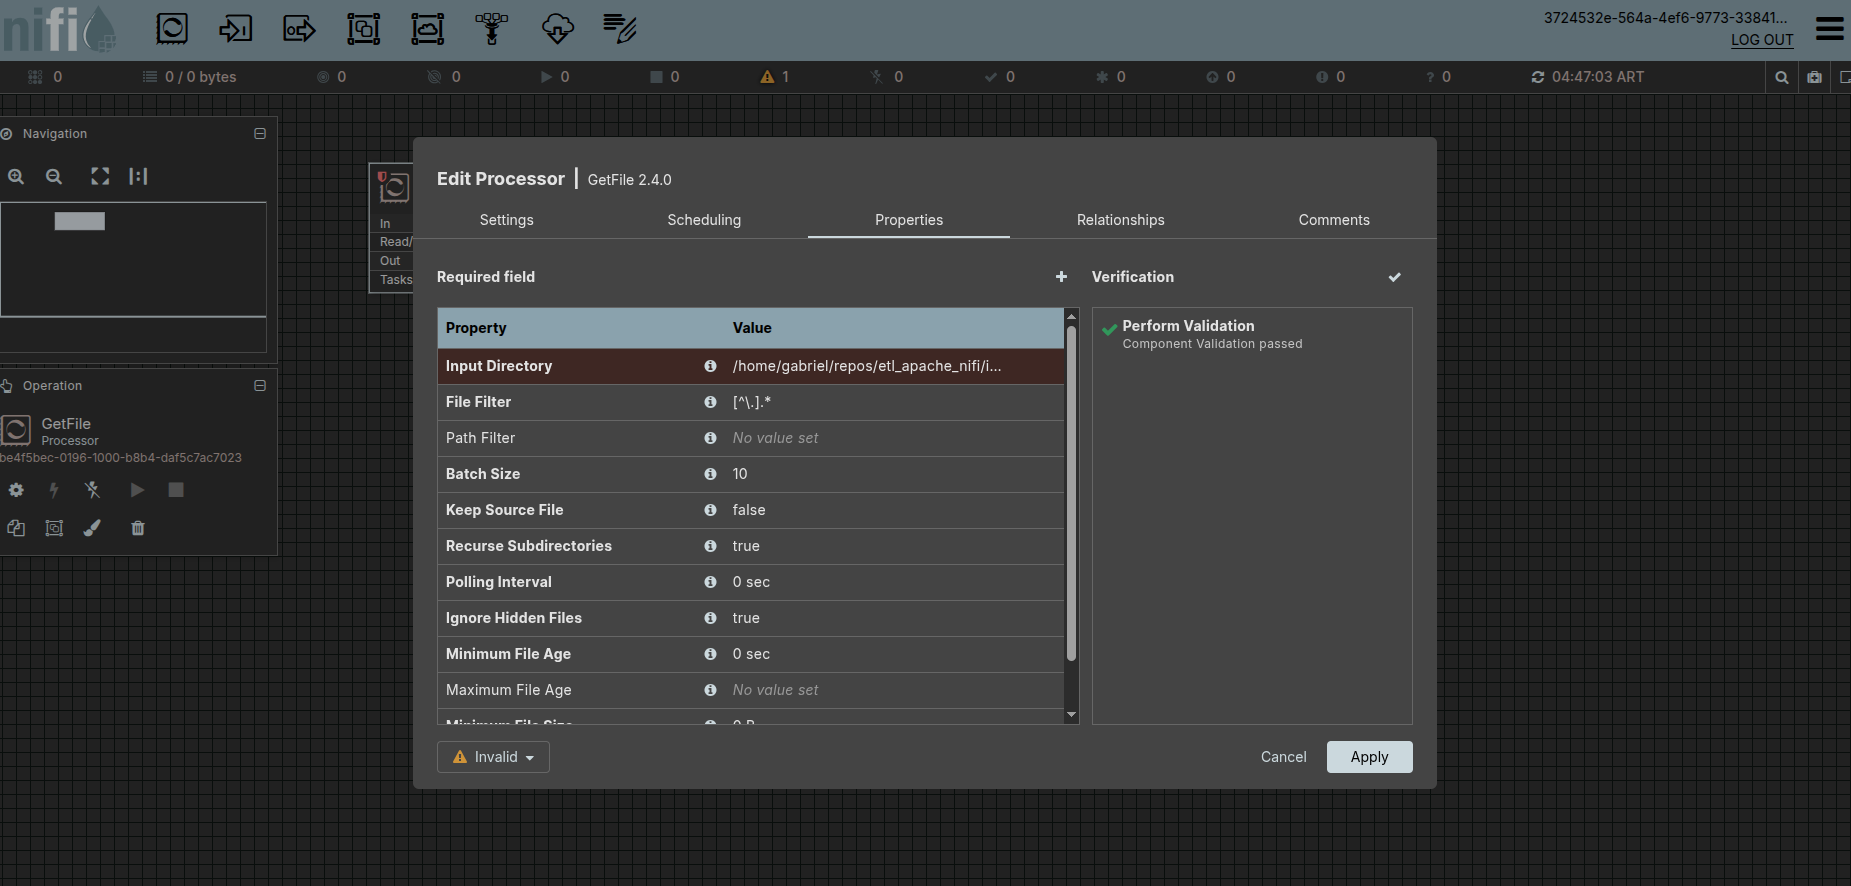 nifi
3724532e-564a-4ef6-9773-33841...
LOG OUT
0 0 / 0 bytes 0 0 0 0 1 0 0 0 0 0 0 04:47:03 ART
Navigation
In
Read/
Out
Tasks
Operation
GetFile
Processor
be4f5bec-0196-1000-b8b4-daf5c7ac7023
Edit Processor | GetFile 2.4.0
Settings Scheduling Properties Relationships Comments
Required field
Property Value
Input Directory /home/gabriel/repos/etl_apache_nifi/i...
File Filter [^\.].*
Path Filter No value set
Batch Size 10
Keep Source File false
Recurse Subdirectories true
Polling Interval 0 sec
Ignore Hidden Files true
Minimum File Age 0 sec
Maximum File Age No value set
Minimum File Size 0 B
Verification
Perform Validation
Component Validation passed
Invalid
Cancel Apply